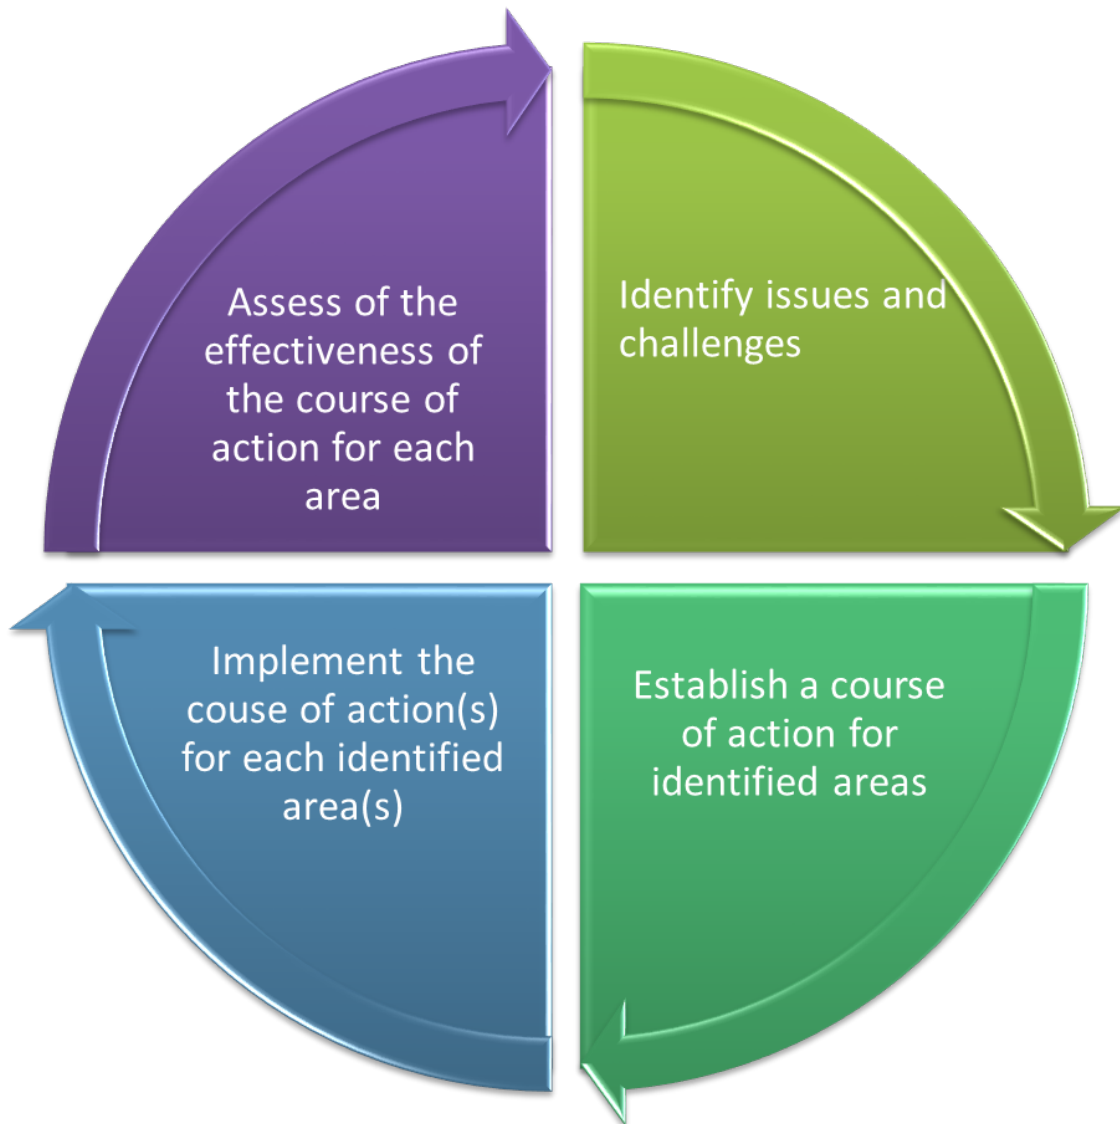 Assess of the
effectiveness of
the course of
action for each
area
Identify issues and
challenges
Implement the
couse of action(s)
for each identified
area(s)
Establish a course
of action for
identified areas